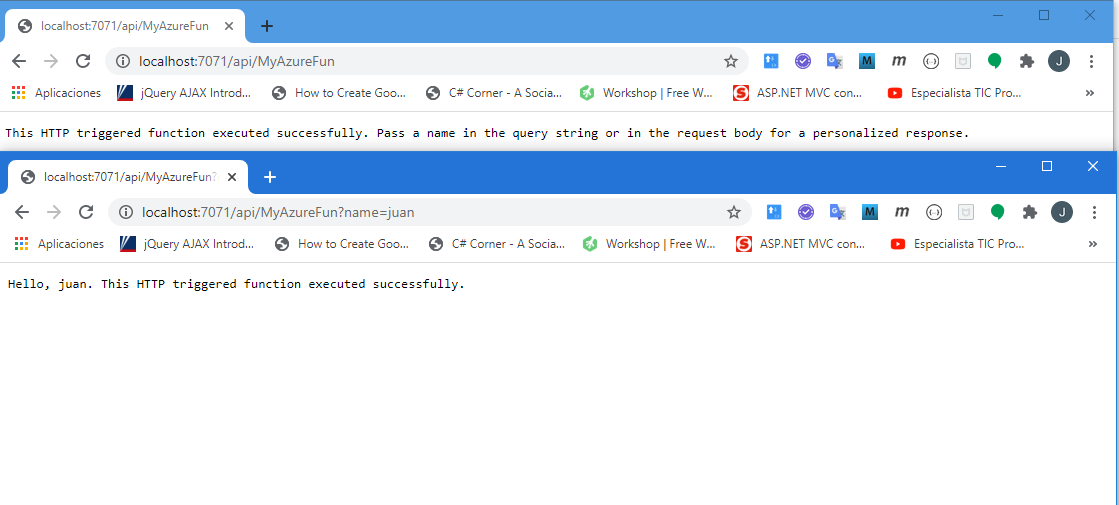 localhost:7071/api/MyAzureFun
localhost:7071/api/MyAzureFun
M m J
Aplicaciones jQuery AJAX Introd... How to Create Goo... C# Corner - A Socia... Workshop | Free W... ASP.NET MVC con... Especialista TIC Pro... »
This HTTP triggered function executed successfully. Pass a name in the query string or in the request body for a personalized response.
localhost:7071/api/MyAzureFun?
localhost:7071/api/MyAzureFun?name=juan
M m J
Aplicaciones jQuery AJAX Introd... How to Create Goo... C# Corner - A Socia... Workshop | Free W... ASP.NET MVC con... Especialista TIC Pro... »
Hello, juan. This HTTP triggered function executed successfully.